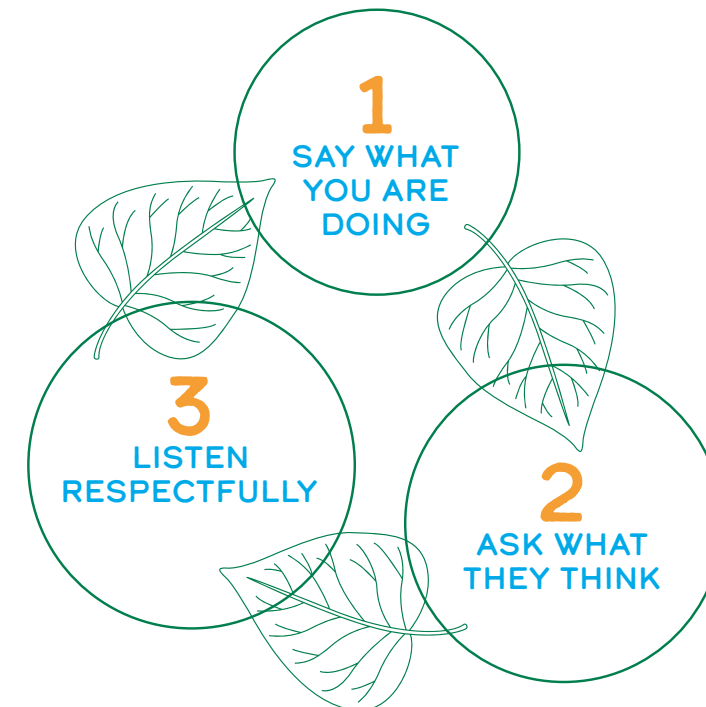 1
SAY WHAT
YOU ARE
DOING
2
ASK WHAT
THEY THINK
3
LISTEN
RESPECTFULLY